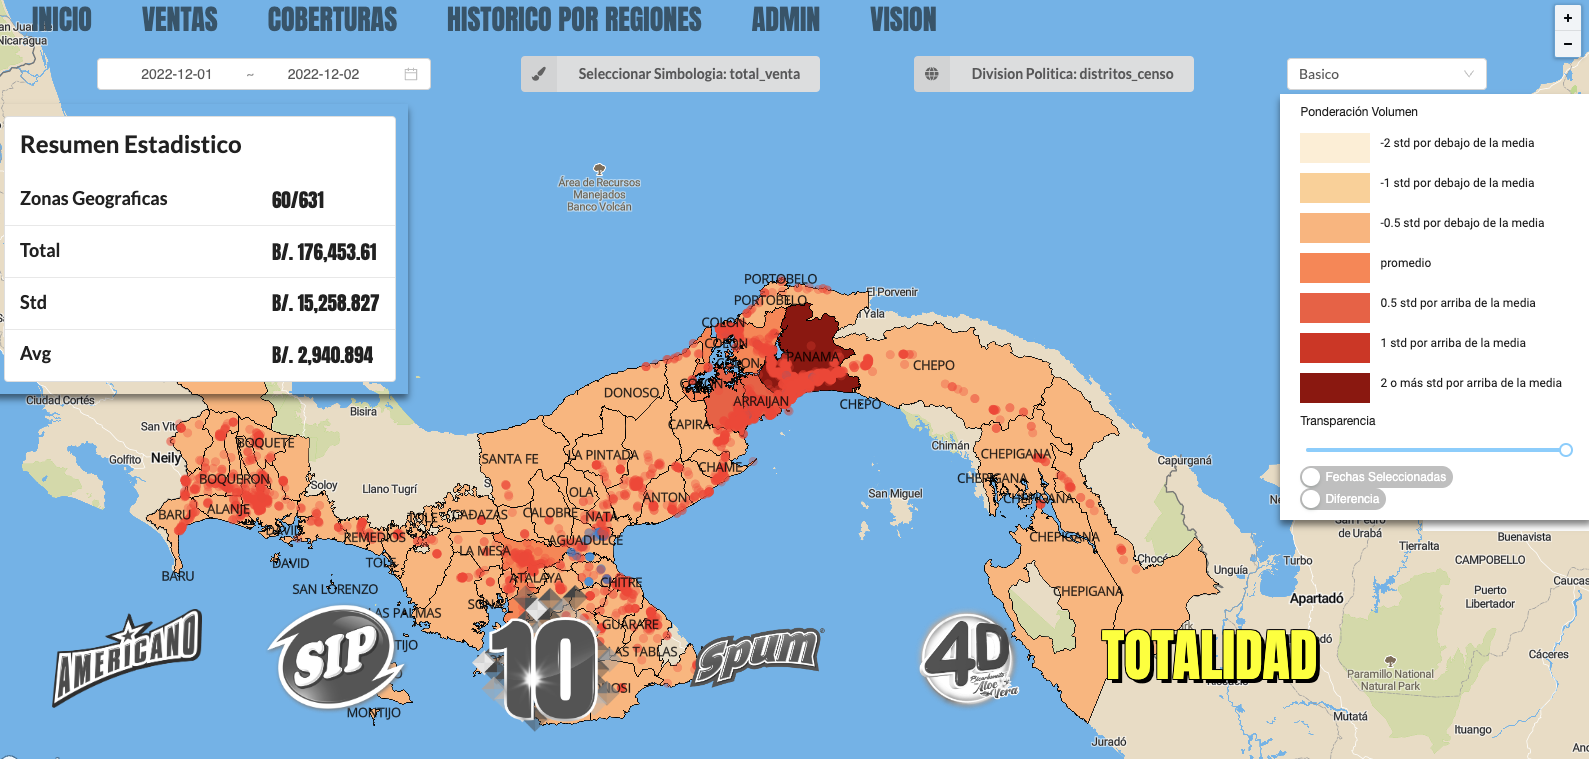 INICIO
VENTAS
COBERTURAS
HISTORICO POR REGIONES
ADMIN
VISION
+
−
2022-12-01 ~ 2022-12-02
Seleccionar Simbologia: total_venta
Division Politica: distritos_censo
Basico
Resumen Estadistico
Zonas Geograficas 60/631
Total B/. 176,453.61
Std B/. 15,258.827
Avg B/. 2,940.894
Ponderación Volumen
-2 std por debajo de la media
-1 std por debajo de la media
-0.5 std por debajo de la media
promedio
0.5 std por arriba de la media
1 std por arriba de la media
2 o más std por arriba de la media
Transparencia
Fechas Seleccionadas
Diferencia
Nicaragua
Área de Recursos
Manejados
Banco Volcán
PORTOBELO
El Porvenir
PORTOBELO
COLON
COLON
PANAMA
CHEPO
DONOSO
ARRAIJAN
CHEPO
Ciudad Cortés
Bisira
CAPIRA
San Vit
BOQUETE
Chimán
Golfito
Neily
SANTA FE
LA PINTADA
CHEPIGANA
Capurganá
CHAME
BOQUERON
Soloy
Llano Tugrí
CHEPIGANA
OLA
ANTON
San Miguel
CHEPIGANA
BARU
ALANJE
CALOBRE
NATA
DAVID
REMEDIOS
AGUADULCE
CHEPIGANA
San Pedro
de Urabá
Buenavista
LA MESA
Tierralta
DAVID
TOLE
Chocó
Turbo
CAMPOBELLO
BARU
ATALAYA
CHITRE
Unguía
SAN LORENZO
CHEPIGANA
Apartadó
Puerto
Libertador
AS PALMAS
SONA
GUARARE
AMERICANO
SIP
10
Spum
4D
Bicarbonato
Aloe Vera
TOTALIDAD
TIJO
AS TABLAS
Cáceres
OSI
Paramillo National
Natural Park
MONTIJO
Mutatá
Ituango
Juradó